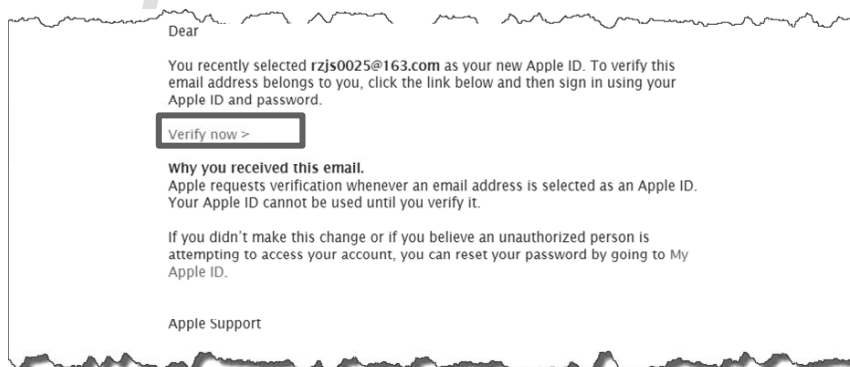 Dear
You recently selected rzjs0025@163.com as your new Apple ID. To verify this
email address belongs to you, click the link below and then sign in using your
Apple ID and password.
Verify now >
Why you received this email.
Apple requests verification whenever an email address is selected as an Apple ID.
Your Apple ID cannot be used until you verify it.
If you didn't make this change or if you believe an unauthorized person is
attempting to access your account, you can reset your password by going to My
Apple ID.
Apple Support